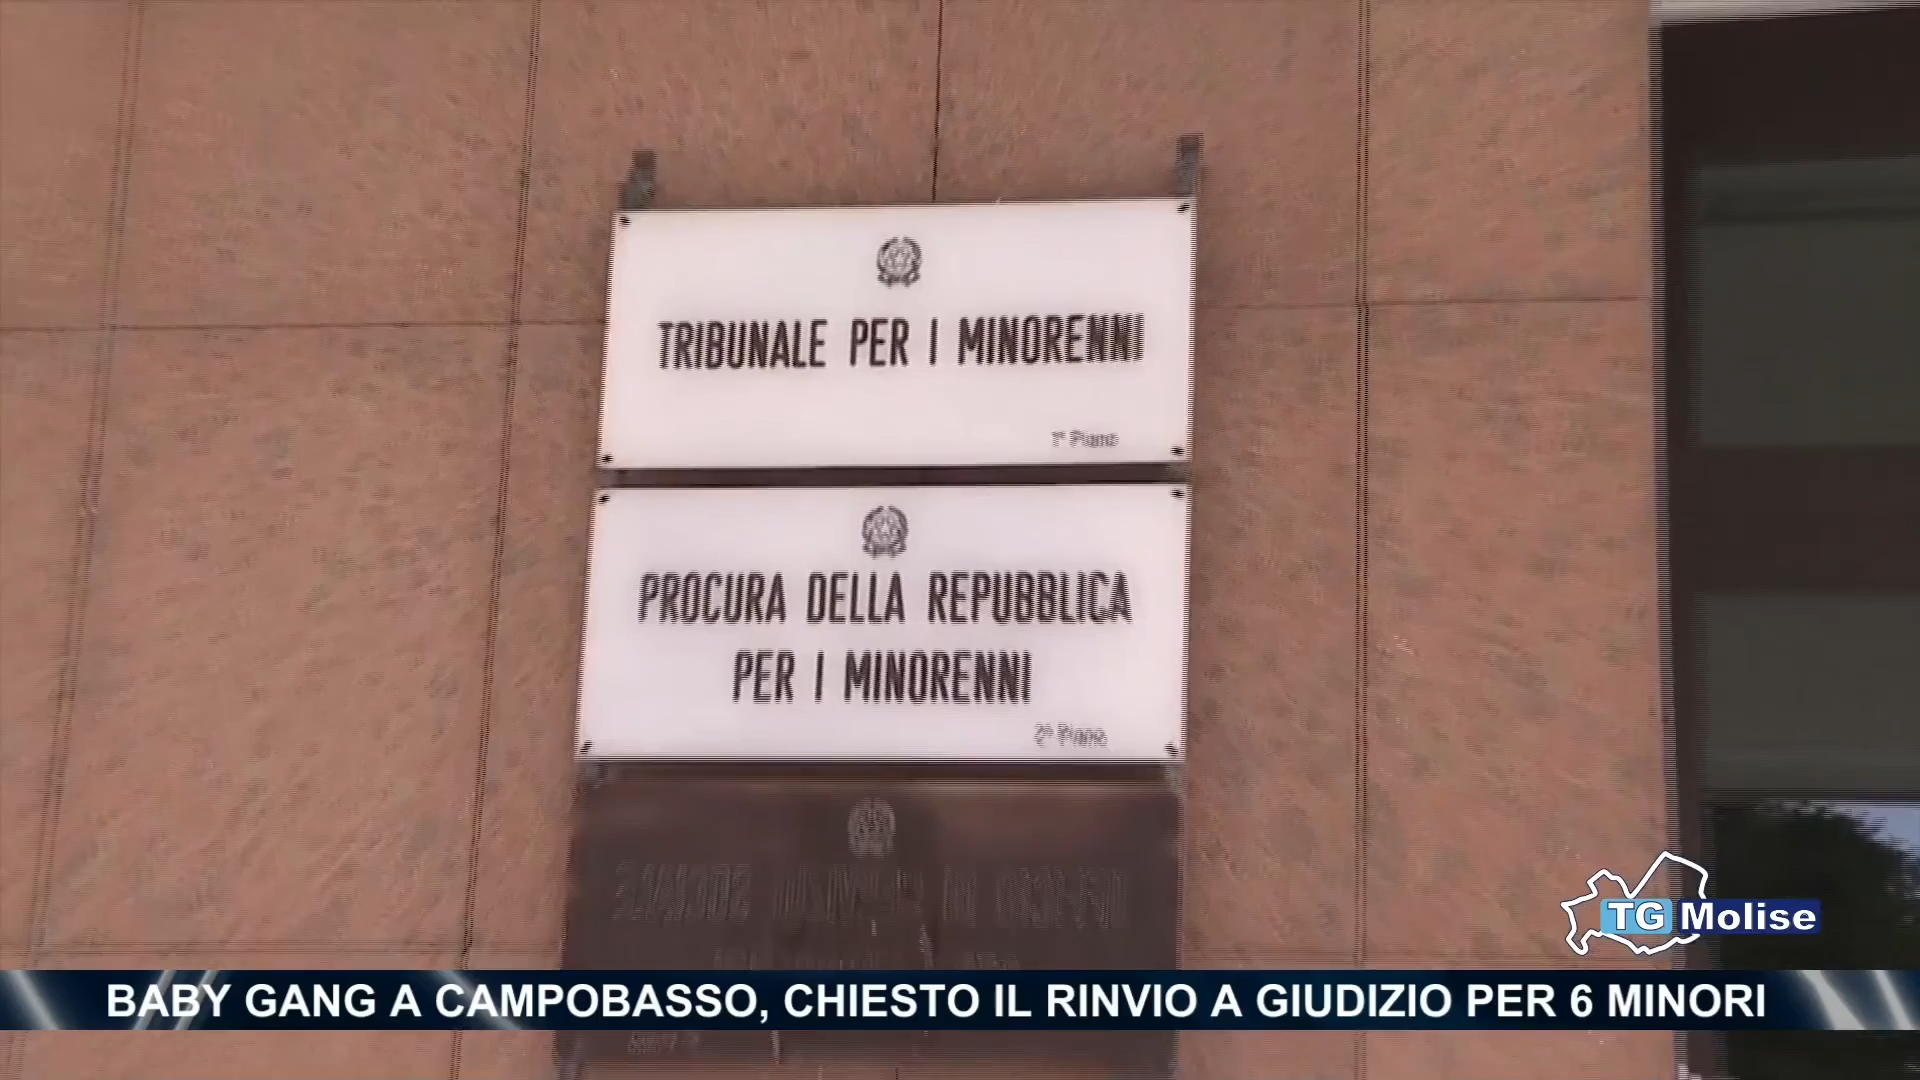 TRIBUNALE PER I MINORENNI
1° Piano
PROCURA DELLA REPUBBLICA
PER I MINORENNI
2° Piano
TG Molise
BABY GANG A CAMPOBASSO, CHIESTO IL RINVIO A GIUDIZIO PER 6 MINORI